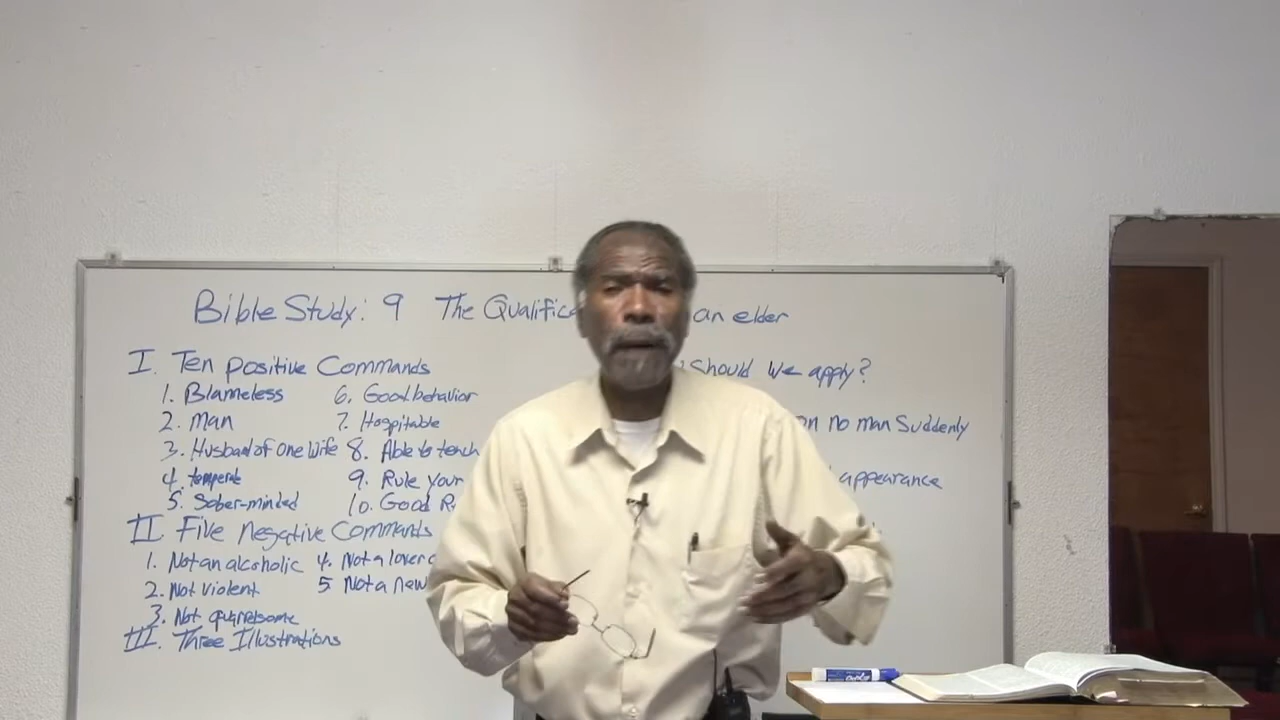 Bible Study: 9 The Qualific an elder
I. Ten Positive Commands
1. Blameless 6. Good behavior
2. Man 7. Hospitable
3. Husband of One Wife 8. Able to teach
4. temperate 9. Rule your
5. Sober-minded 10. Good R
II. Five Negative Commands
1. Not an alcoholic 4. Not a lover
2. Not violent 5 Not a new
3. Not quarrelsome
III. Three Illustrations
Should We apply?
on no man Suddenly
appearance
EXPO